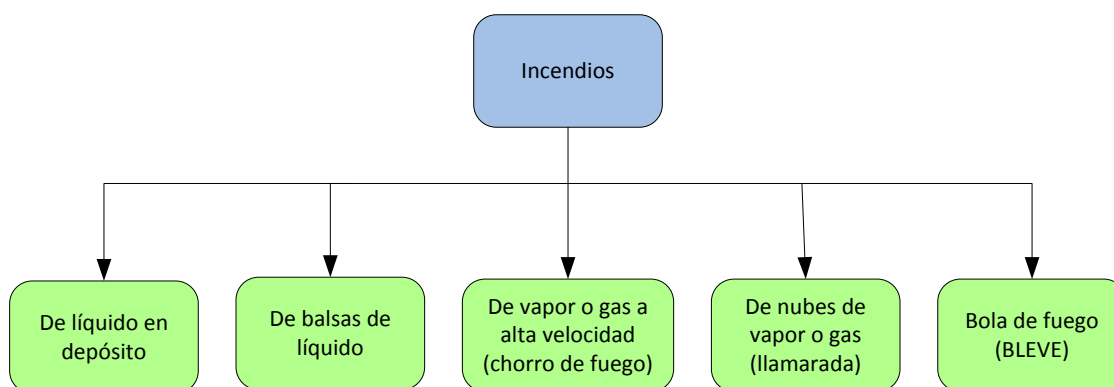 Incendios
De líquido en
depósito
De balsas de
líquido
De vapor o gas a
alta velocidad
(chorro de fuego)
De nubes de
vapor o gas
(llamarada)
Bola de fuego
(BLEVE)